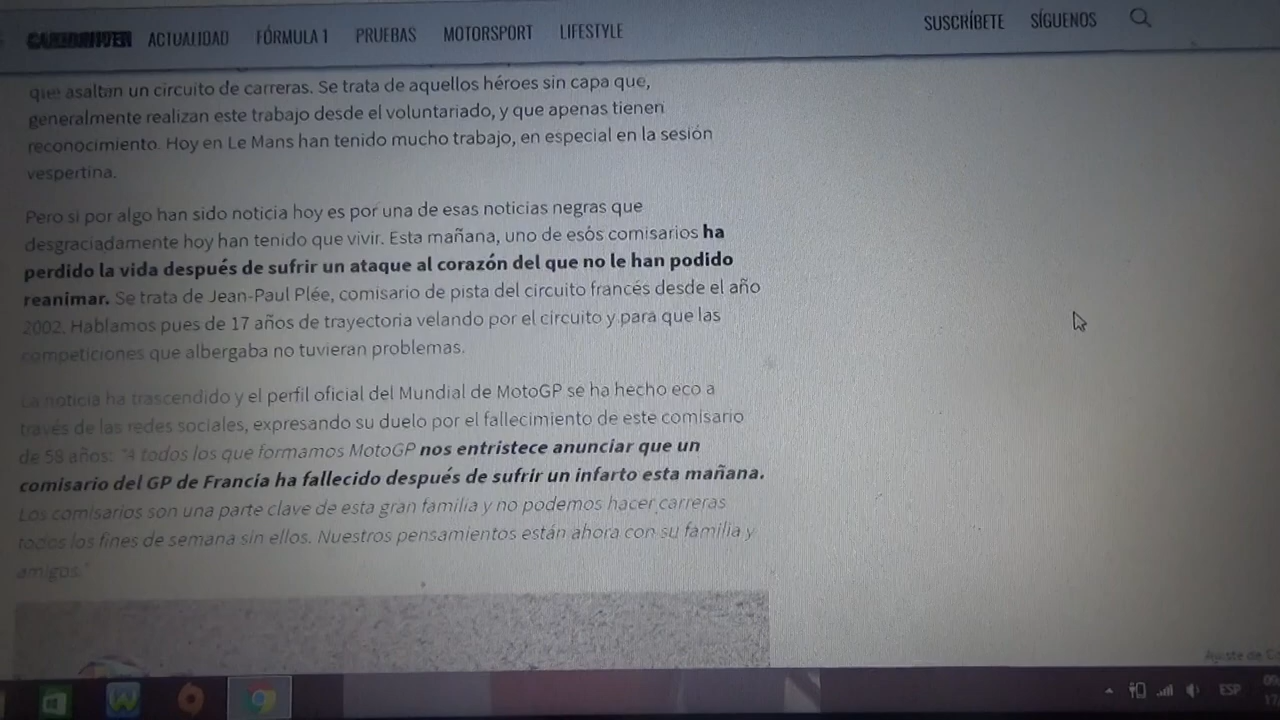 CARANDDRIVER ACTUALIDAD FÓRMULA 1 PRUEBAS MOTORSPORT LIFESTYLE SUSCRÍBETE SÍGUENOS
que asaltan un circuito de carreras. Se trata de aquellos héroes sin capa que,
generalmente realizan este trabajo desde el voluntariado, y que apenas tienen
reconocimiento. Hoy en Le Mans han tenido mucho trabajo, en especial en la sesión
vespertina.
Pero si por algo han sido noticia hoy es por una de esas noticias negras que
desgraciadamente hoy han tenido que vivir. Esta mañana, uno de esos comisarios ha
perdido la vida después de sufrir un ataque al corazón del que no le han podido
reanimar. Se trata de Jean-Paul Plée, comisario de pista del circuito francés desde el año
2002. Hablamos pues de 17 años de trayectoria velando por el circuito y para que las
competiciones que albergaba no tuvieran problemas.
La noticia ha trascendido y el perfil oficial del Mundial de MotoGP se ha hecho eco a
través de las redes sociales, expresando su duelo por el fallecimiento de este comisario
de 58 años: "A todos los que formamos MotoGP nos entristece anunciar que un
comisario del GP de Francia ha fallecido después de sufrir un infarto esta mañana.
Los comisarios son una parte clave de esta gran familia y no podemos hacer carreras
todos los fines de semana sin ellos. Nuestros pensamientos están ahora con su familia y
amigos."
Ajuste de
ESP